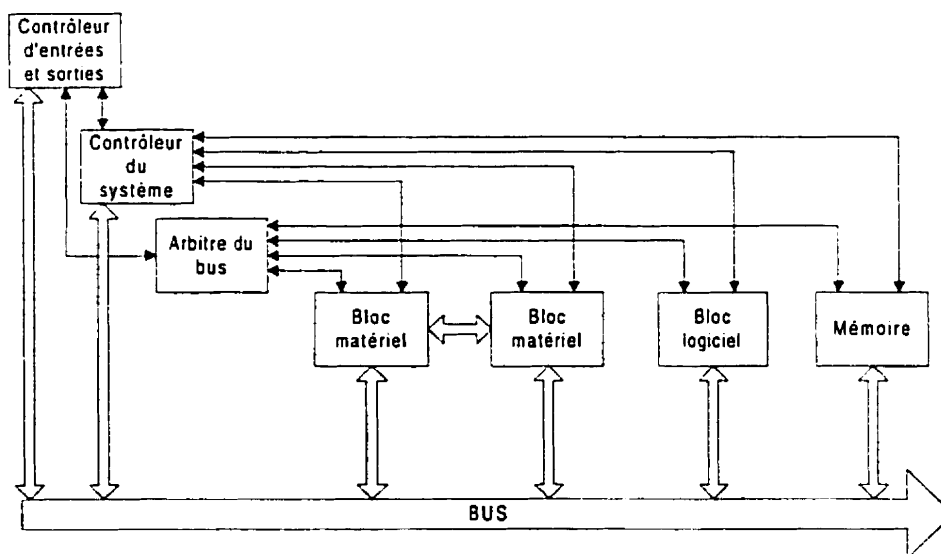 Contrôleur
d'entrées
et sorties
Contrôleur
du
système
Arbitre du
bus
Bloc
matériel
Bloc
matériel
Bloc
logiciel
Mémoire
BUS